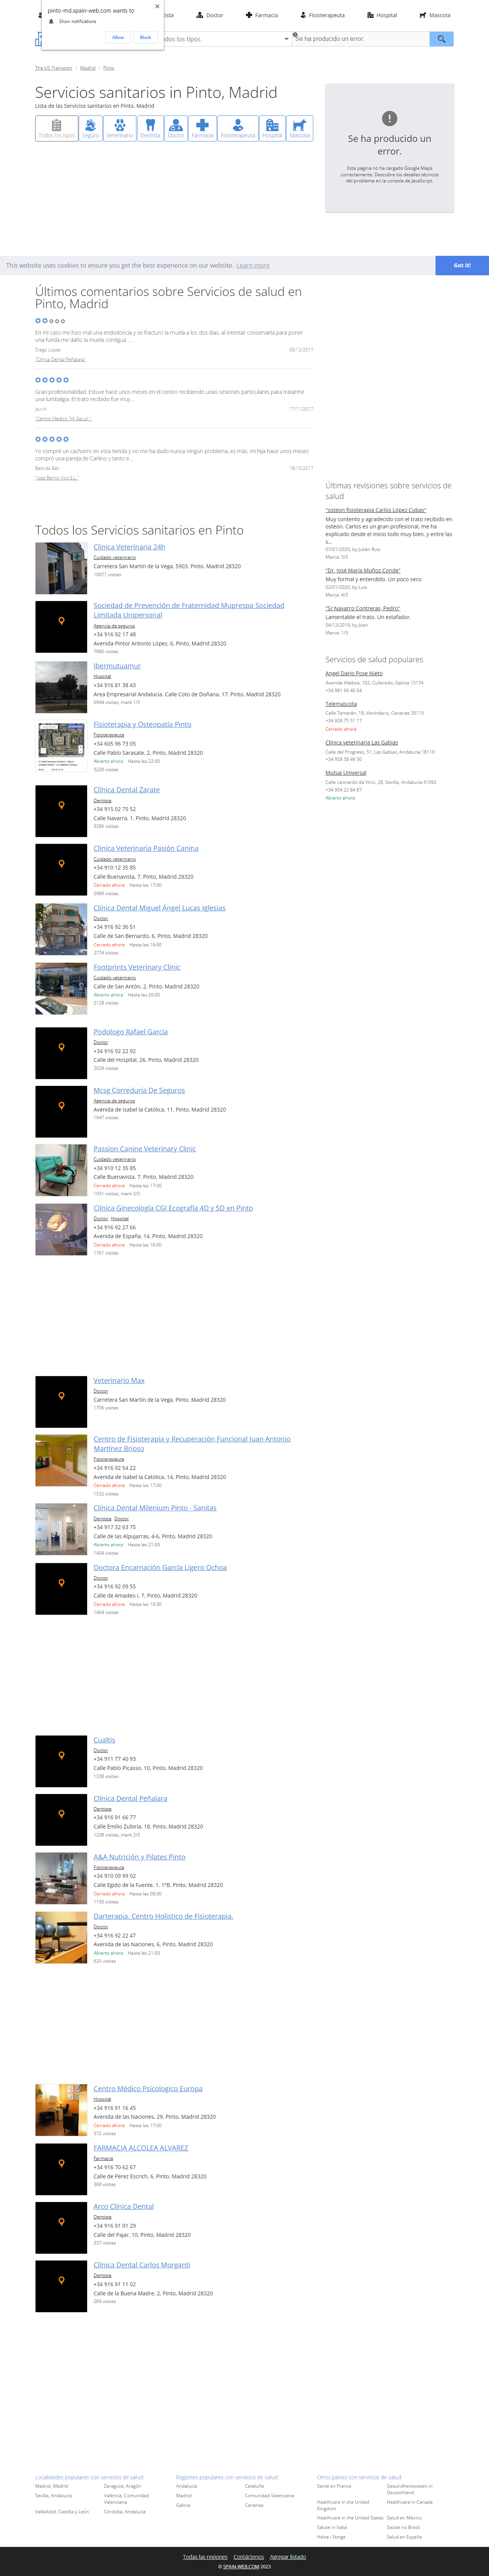 pinto-md.spain-web.com wants to
Show notifications
Allow
Block
Doctor
Farmacia
Fisioterapeuta
Hospital
Mascota
Se ha producido un error.
The US Transport
Madrid
Pinto
Servicios sanitarios in Pinto, Madrid
Lista de las Servicios sanitarios en Pinto, Madrid
Todos los tipos
Seguro
Veterinario
Dentista
Doctor
Farmacia
Fisioterapeuta
Hospital
Mascota
Se ha producido un error.
Esta página no ha cargado Google Maps correctamente. Descubre los detalles técnicos del problema en la consola de JavaScript.
This website uses cookies to ensure you get the best experience on our website. Learn more
Got it!
Últimos comentarios sobre Servicios de salud en Pinto, Madrid
En mi caso me hizo mal una endodoncia y se fracturo la muela a los dos dias, al intentar conservarla para poner una funda me daño la muela contigua. ...
Diego Lopes
05/12/2017
"Clínica Dental Peñalara"
Gran profesionalidad. Estuve hace unos meses en el centro recibiendo unas sesiones particulares para tratarme una lumbalgia. El trato recibido fue muy...
Javi H
17/11/2017
"Centro Médico "Mi Salud" "
Yo compré un cachorro en esta tienda y no me ha dado nunca ningún problema, es más, mi hija hace unos meses compró una pareja de Carlino y tanto e...
"Jose Barrio Viso S.L."
Todos los Servicios sanitarios en Pinto
Clinica Veterinaria 24h
Cuidado veterinario
Carretera San Martín de la Vega, 5903, Pinto, Madrid 28320
10071 visitas
Sociedad de Prevención de Fraternidad Muprespa Sociedad Limitada Unipersonal
Agencia de seguros
+34 916 92 17 48
Avenida Pintor Antonio López, 6, Pinto, Madrid 28320
7980 visitas
Ibermutuamur
Hospital
+34 916 81 38 43
Area Empresarial Andalucia, Calle Coto de Doñana, 17, Pinto, Madrid 28320
6944 visitas, mark 1/5
Fisioterapia y Osteopatía Pinto
Fisioterapeuta
+34 605 96 73 05
Calle Pablo Sarasate, 2, Pinto, Madrid 28320
Abierto ahora Hasta las 22:00
5229 visitas
Clínica Dental Zarate
Dentista
+34 915 02 75 52
Calle Navarra, 1, Pinto, Madrid 28320
3286 visitas
Clinica Veterinaria Pasión Canina
Cuidado veterinario
+34 910 12 35 85
Calle Buenavista, 7, Pinto, Madrid 28320
Cerrado ahora Hasta las 17:00
2989 visitas
Clínica Dental Miguel Ángel Lucas Iglesias
Doctor
+34 916 92 36 51
Calle de San Bernardo, 6, Pinto, Madrid 28320
Cerrado ahora Hasta las 16:00
2774 visitas
Footprints Veterinary Clinic
Cuidado veterinario
Calle de San Antón, 2, Pinto, Madrid 28320
Abierto ahora Hasta las 20:00
2128 visitas
Podologo Rafael García
Doctor
+34 916 92 22 92
Calle del Hospital, 26, Pinto, Madrid 28320
2029 visitas
Mcsg Correduria De Seguros
Agencia de seguros
Avenida de Isabel la Católica, 11, Pinto, Madrid 28320
1947 visitas
Passion Canine Veterinary Clinic
Cuidado veterinario
+34 910 12 35 85
Calle Buenavista, 7, Pinto, Madrid 28320
Cerrado ahora Hasta las 17:00
1931 visitas, mark 5/5
Clínica Ginecología CGI Ecografía 4D y 5D en Pinto
Doctor Hospital
+34 916 92 27 66
Avenida de España, 14, Pinto, Madrid 28320
Cerrado ahora Hasta las 16:00
1781 visitas
Veterinario Max
Doctor
Carretera San Martín de la Vega, Pinto, Madrid 28320
1706 visitas
Centro de Fisioterapia y Recuperación Funcional Juan Antonio Martínez Brioso
Fisioterapeuta
+34 916 92 54 22
Avenida de Isabel la Católica, 14, Pinto, Madrid 28320
Cerrado ahora Hasta las 17:00
1532 visitas
Clínica Dental Milenium Pinto - Sanitas
Dentista Doctor
+34 917 32 63 75
Calle de las Alpujarras, 4-6, Pinto, Madrid 28320
Abierto ahora Hasta las 21:00
1404 visitas
Doctora Encarnación García Ligero Ochoa
Doctor
+34 916 92 09 55
Calle de Amadeo I, 7, Pinto, Madrid 28320
Cerrado ahora Hasta las 10:30
1404 visitas
Cualtis
Doctor
+34 911 77 40 93
Calle Pablo Picasso, 10, Pinto, Madrid 28320
1338 visitas
Clínica Dental Peñalara
Dentista
+34 916 91 66 77
Calle Emilio Zubiria, 18, Pinto, Madrid 28320
1208 visitas, mark 2/5
A&A Nutrición y Pilates Pinto
Fisioterapeuta
+34 910 09 99 02
Calle Egido de la Fuente, 1. 1ºB, Pinto, Madrid 28320
Cerrado ahora Hasta las 09:30
1193 visitas
Darterapia. Centro Holistico de Fisioterapia.
Doctor
+34 916 92 22 47
Avenida de las Naciones, 6, Pinto, Madrid 28320
Abierto ahora Hasta las 21:00
620 visitas
Centro Médico Psicologico Europa
Hospital
+34 916 91 16 45
Avenida de las Naciones, 29, Pinto, Madrid 28320
Cerrado ahora Hasta las 17:00
572 visitas
FARMACIA ALCOLEA ALVAREZ
Farmacia
+34 916 70 62 67
Calle de Pérez Escrich, 6, Pinto, Madrid 28320
368 visitas
Arco Clínica Dental
Dentista
+34 916 91 01 29
Calle del Pajar, 10, Pinto, Madrid 28320
337 visitas
Clínica Dental Carlos Morganti
Dentista
+34 916 91 11 02
Calle de la Buena Madre, 2, Pinto, Madrid 28320
269 visitas
Últimas revisiones sobre servicios de salud
"osteon fisioterapia Carlos López Cubas"
Muy contento y agradecido con el trato recibido en osteon. Carlos es un gran profesional, me ha explicado desde el inicio todo muy bien, y entre las s...
07/01/2020, by Julián Ruis
Marca: 5/5
"Dr. José María Muñoz Conde"
Muy formal y entendido. Un poco seco
02/01/2020, by Luis
Marca: 4/5
"Sr Navarro Contreras, Pedro"
Lamentable el trato. Un estafador.
04/12/2019, by Joan
Marca: 1/5
Servicios de salud populares
Angel Dario Pose Nieto
Avenida Vilaboa, 102, Culleredo, Galicia 15174
+34 981 66 40 04
Telemascota
Calle Tamarán, 18, Vecindario, Canarias 35110
+34 928 75 51 17
Cerrado ahora
Clínica veterinaria Las Gabias
Calle del Progreso, 51, Las Gabias, Andalucía 18110
+34 958 58 49 30
Mutua Universal
Calle Leonardo da Vinci, 28, Sevilla, Andalucía 41092
+34 954 22 84 87
Abierto ahora
Localidades populares con servicios de salud:
Madrid, Madrid
Zaragoza, Aragón
Sevilla, Andalucía
València, Comunidad Valenciana
Valladolid, Castilla y León
Córdoba, Andalucía
Regiones populares con servicios de salud:
Andalucía
Cataluña
Madrid
Comunidad Valenciana
Galicia
Canarias
Otros países con servicios de salud:
Santé en France
Gesundheitswesen in Deutschland
Healthcare in the United Kingdom
Healthcare in Canada
Healthcare in the United States
Salud en México
Salute in Italia
Saúde no Brasil
Helse i Norge
Salud en España
Todas las regiones
Contáctenos
Agregar listado
© SPAIN-WEB.COM 2023